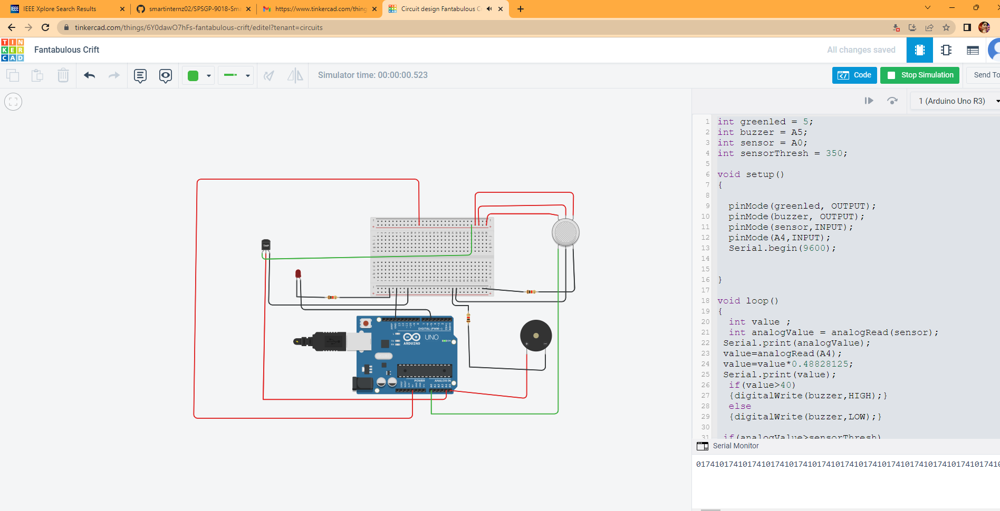 IEEE IEEE Xplore Search Results
smartinternz02/SPSGP-9018-Sma
https://www.tinkercad.com/thing
Circuit design Fantabulous C
tinkercad.com/things/6Y0dawO7hFs-fantabulous-crift/editel?tenant=circuits
TIN
KER
CAD
Fantabulous Crift
All changes saved
Simulator time: 00:00:00.523
Code
Stop Simulation
Send To
1 (Arduino Uno R3)
1 int greenled = 5;
2 int buzzer = A5;
3 int sensor = A0;
4 int sensorThresh = 350;
5
6 void setup()
7 {
8
9 pinMode(greenled, OUTPUT);
10 pinMode(buzzer, OUTPUT);
11 pinMode(sensor,INPUT);
12 pinMode(A4,INPUT);
13 Serial.begin(9600);
14
15
16 }
17
18 void loop()
19 {
20 int value ;
21 int analogValue = analogRead(sensor);
22 Serial.print(analogValue);
23 value=analogRead(A4);
24 value=value*0.48828125;
25 Serial.print(value);
26 if(value>40)
27 {digitalWrite(buzzer,HIGH);}
28 else
29 {digitalWrite(buzzer,LOW);}
30
31 if(analogValue>sensorThresh)
TMP
DIGITAL (PWM~)
UNO
ARDUINO
POWER
ANALOG IN
Serial Monitor